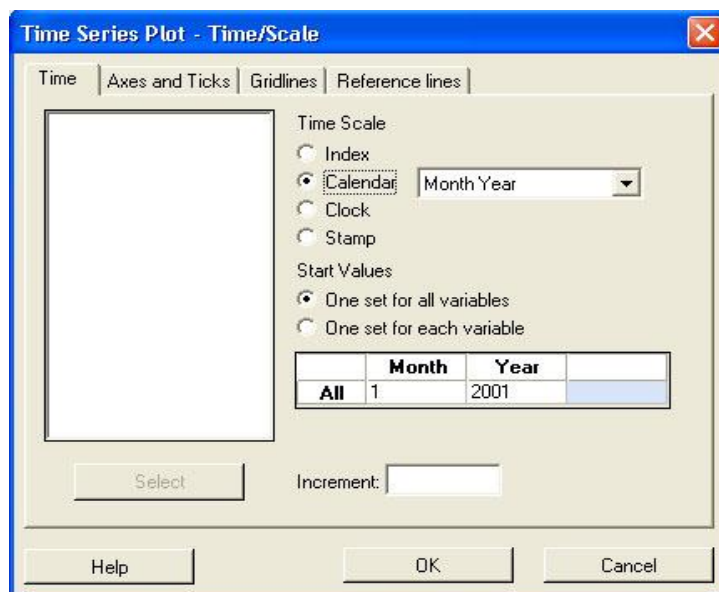 Time Series Plot - Time/Scale
Time Axes and Ticks Gridlines Reference lines
Time Scale
Index
Calendar Month Year
Clock
Stamp
Start Values
One set for all variables
One set for each variable
Month Year
All 1 2001
Select Increment:
Help OK Cancel